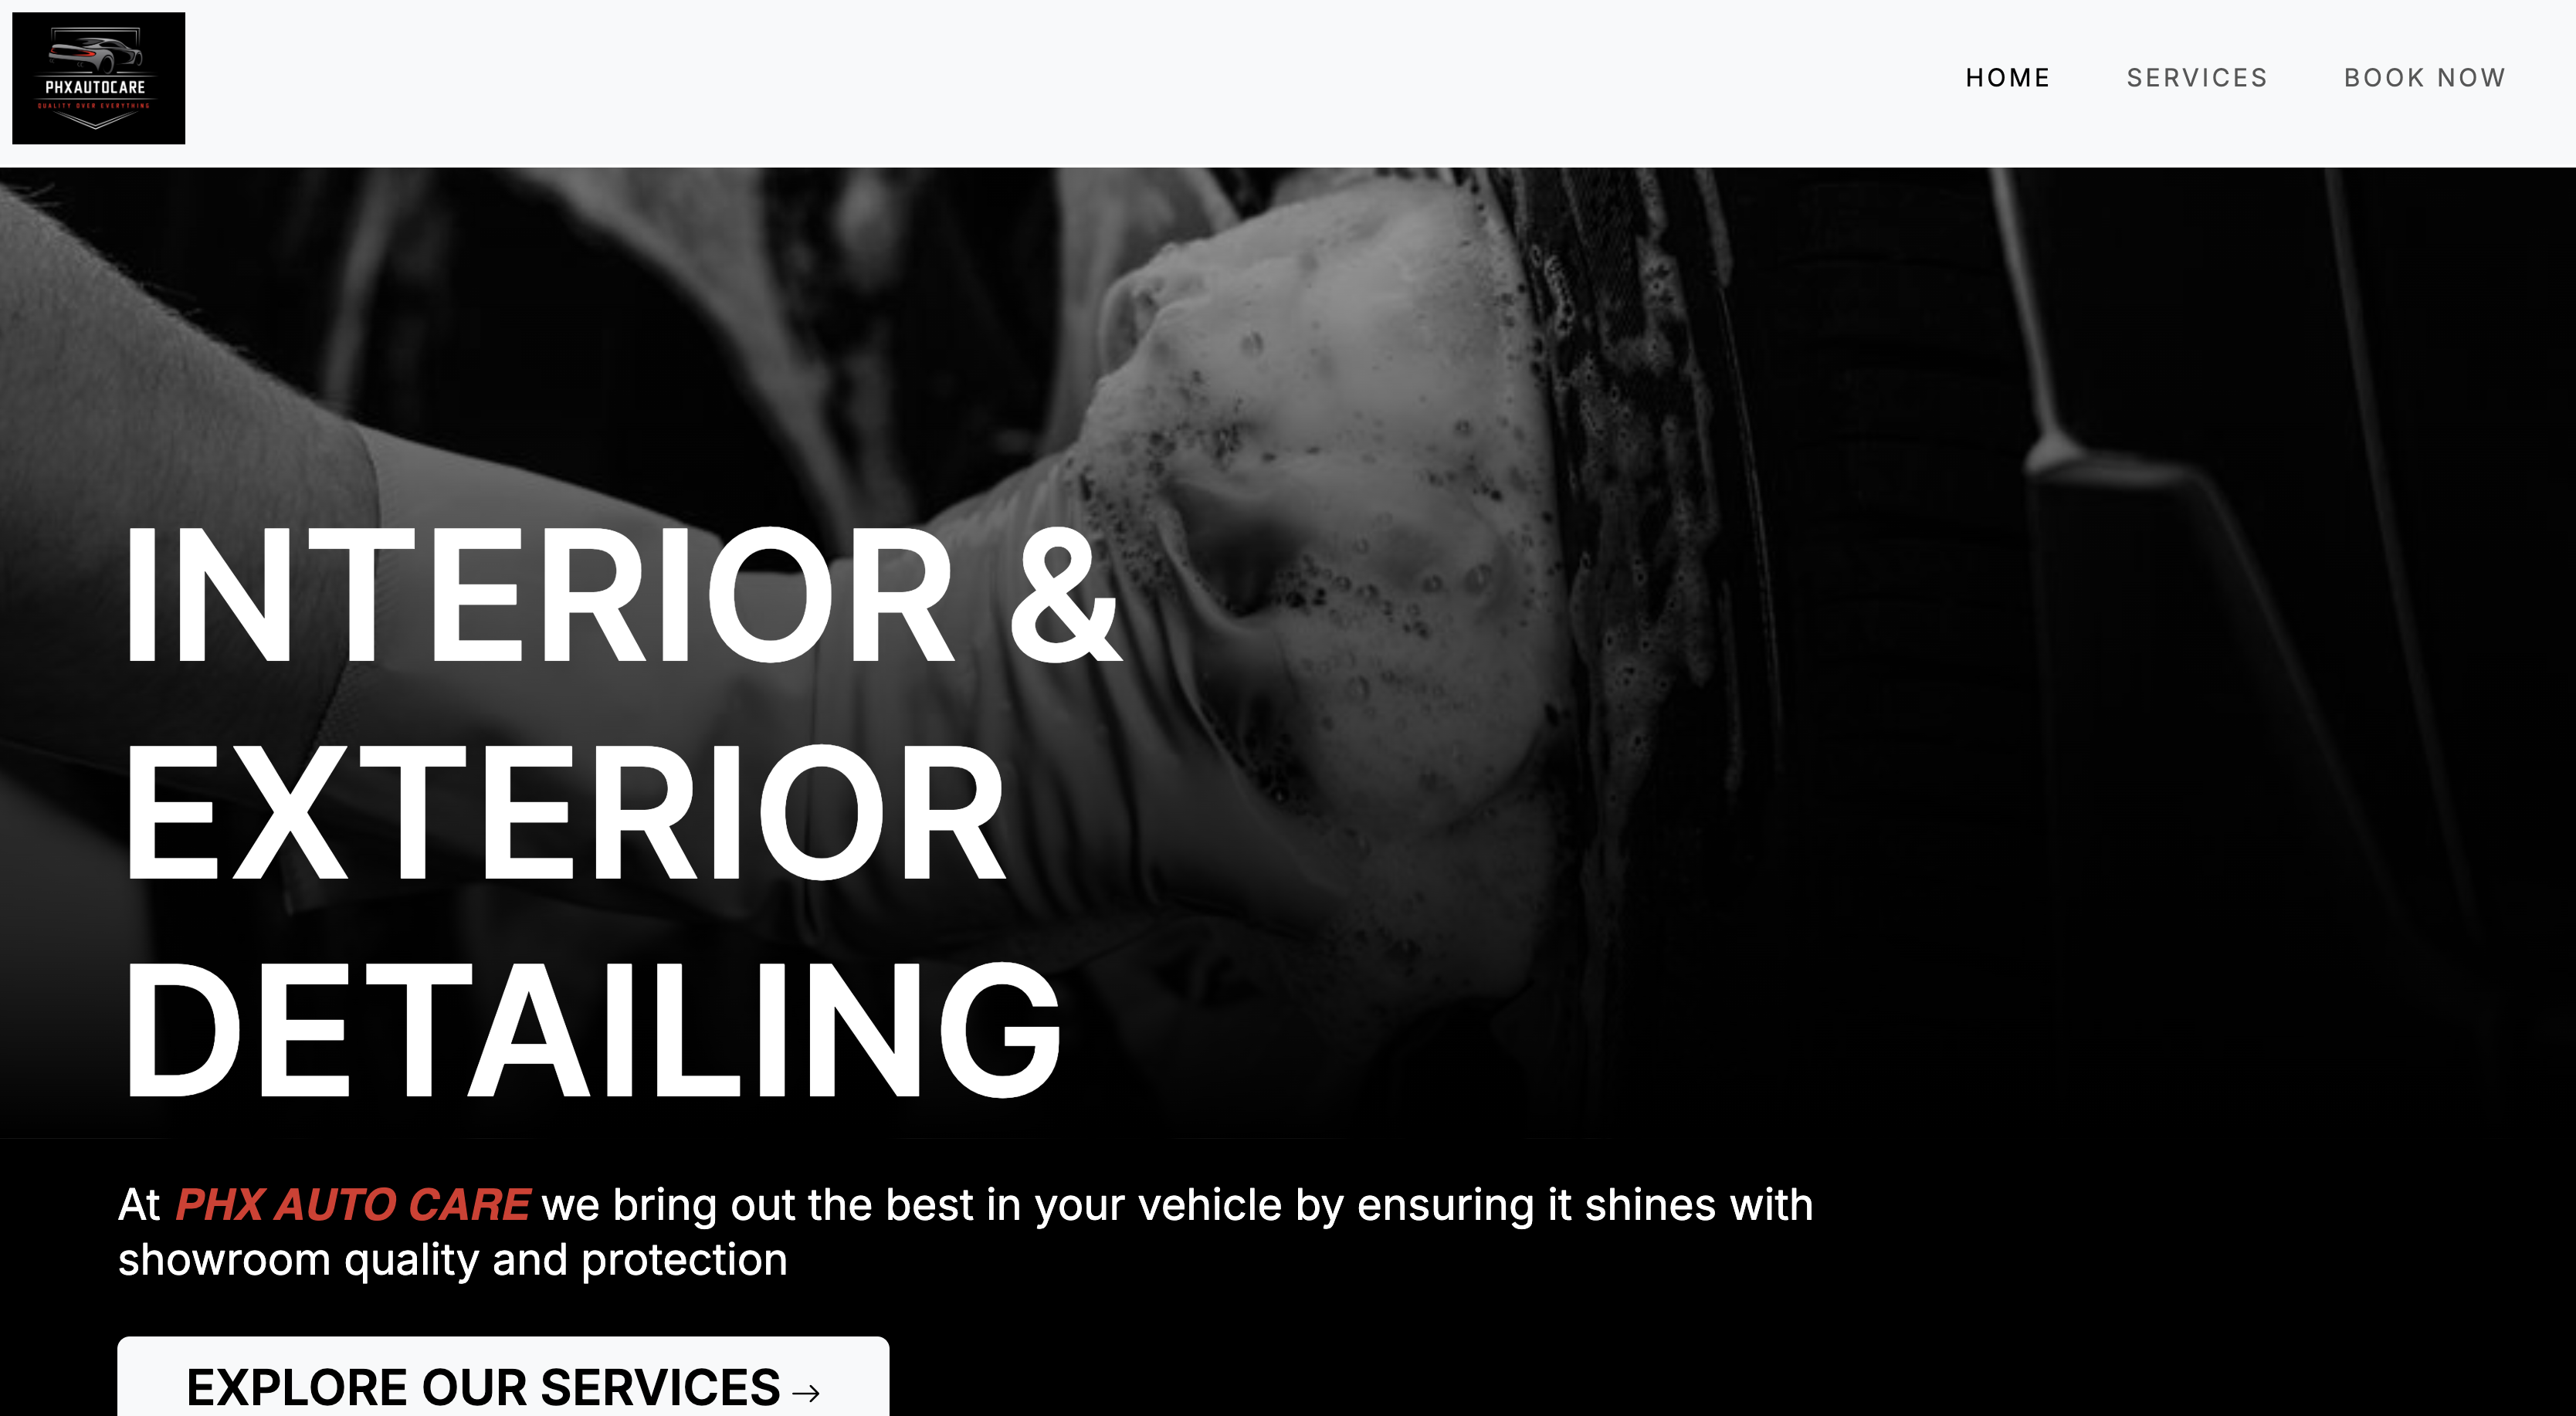 PHXAUTOCARE
QUALITY OVER EVERYTHING
HOME
SERVICES
BOOK NOW
INTERIOR &
EXTERIOR
DETAILING
At PHX AUTO CARE we bring out the best in your vehicle by ensuring it shines with
showroom quality and protection
EXPLORE OUR SERVICES →